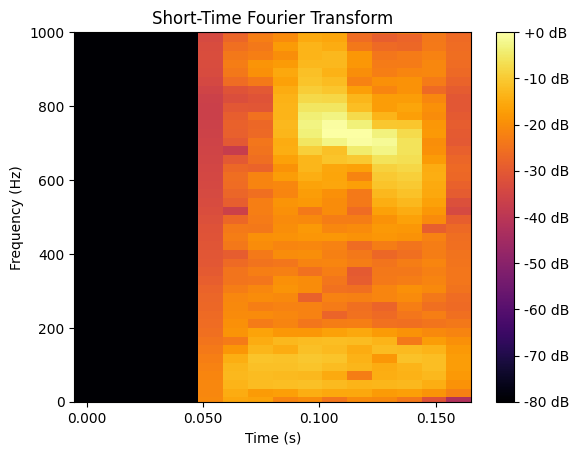 Short-Time Fourier Transform
1000
800
600
400
200
0
Frequency (Hz)
0.000
0.050
0.100
0.150
Time (s)
+0 dB
-10 dB
-20 dB
-30 dB
-40 dB
-50 dB
-60 dB
-70 dB
-80 dB